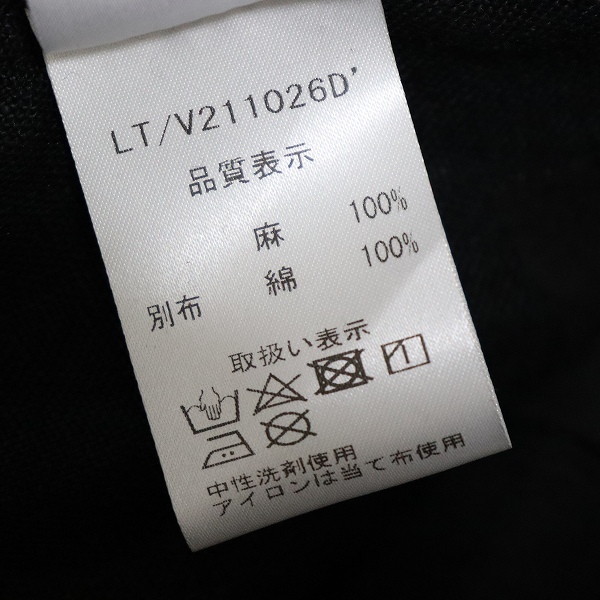 LT/V211026D'
品質表示
麻 100%
別布 綿 100%
取扱い表示
中性洗剤使用
アイロンは当て布使用